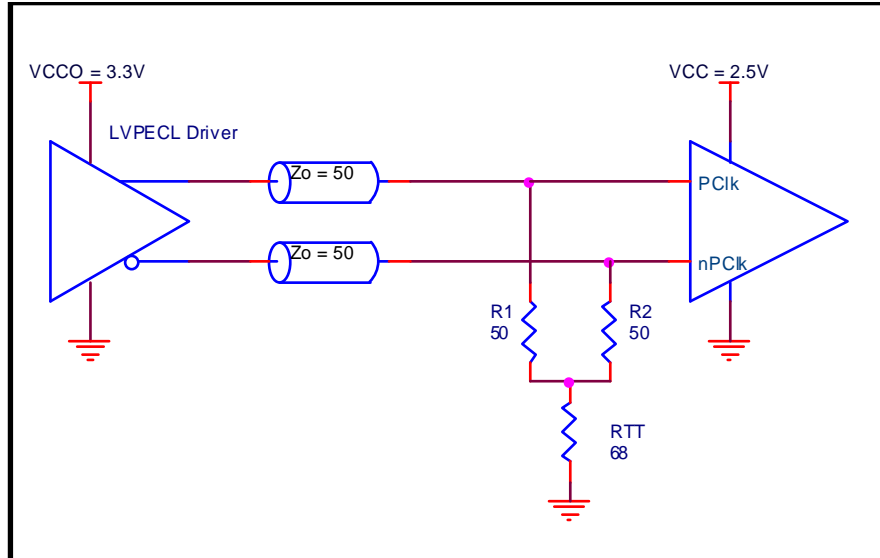 VCCO = 3.3V
VCC = 2.5V
LVPECL Driver
Zo = 50
PClk
Zo = 50
nPClk
R1
50
R2
50
RTT
68